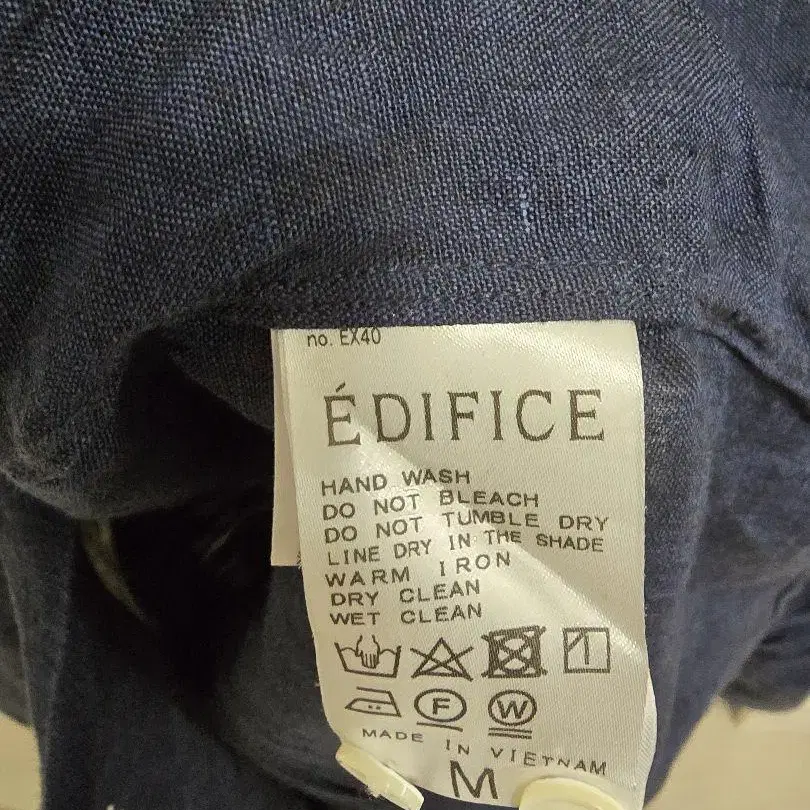 no. EX40
ÉDIFICE
HAND WASH
DO NOT BLEACH
DO NOT TUMBLE DRY
LINE DRY IN THE SHADE
WARM IRON
DRY CLEAN
WET CLEAN
F W
MADE IN VIETNAM
M